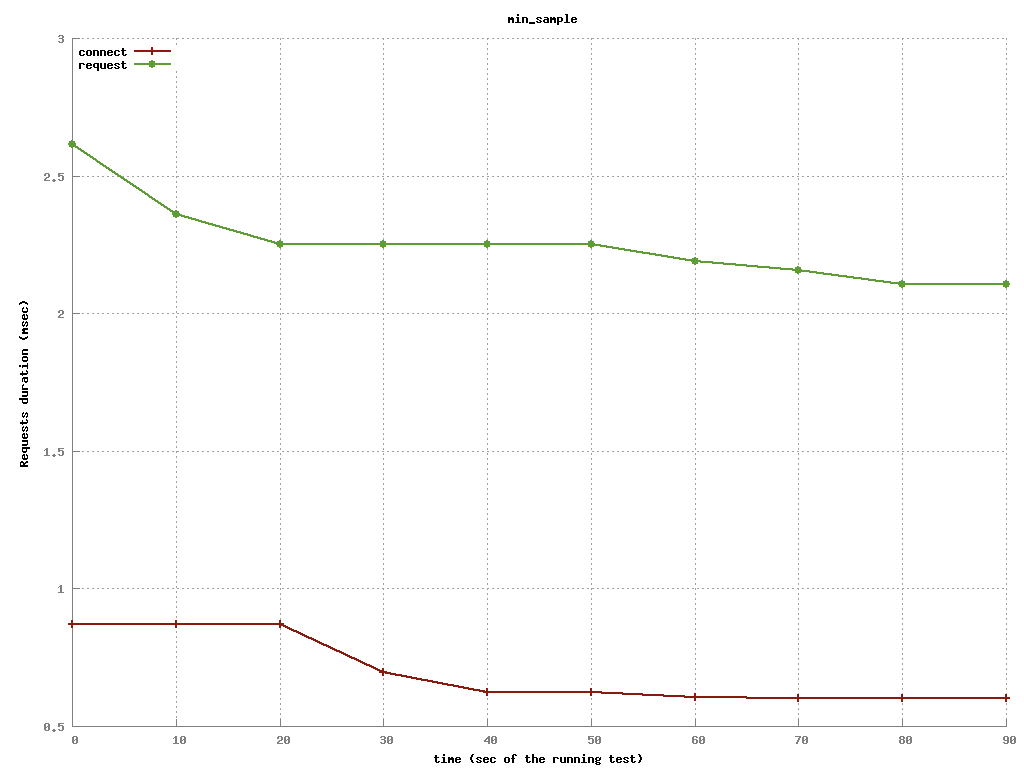 min_sample
connect
request
3
2.5
2
1.5
1
0.5
Requests duration (msec)
0 10 20 30 40 50 60 70 80 90
time (sec of the running test)